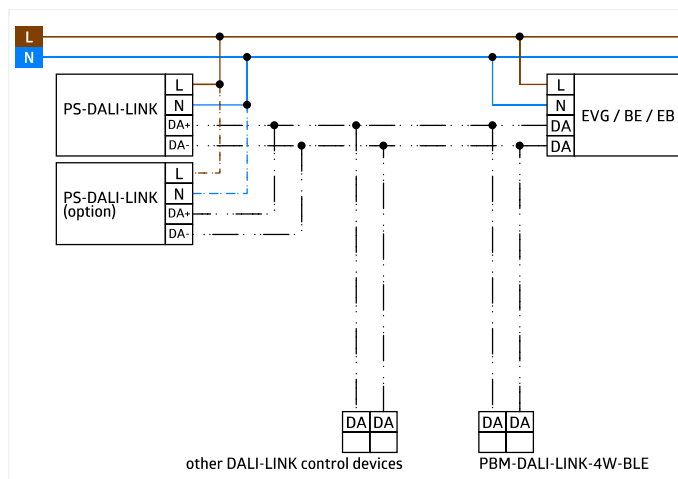 L
N
PS-DALI-LINK
L
N
DA+
DA-
L
N
DA
DA
EVG / BE / EB
PS-DALI-LINK
(option)
L
N
DA+
DA-
DA DA
DA DA
other DALI-LINK control devices
PBM-DALI-LINK-4W-BLE